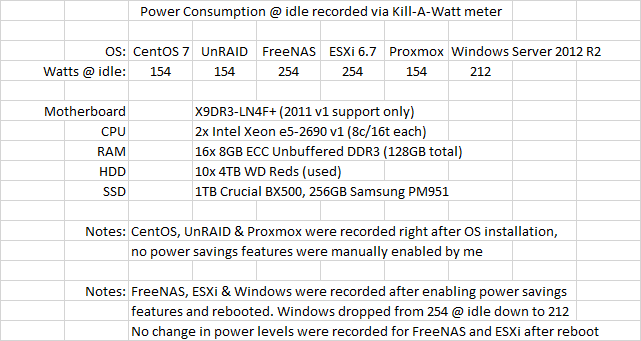 Power Consumption @ idle recorded via Kill-A-Watt meter
OS: CentOS 7 UnRAID FreeNAS ESXi 6.7 Proxmox Windows Server 2012 R2
Watts @ idle: 154 154 254 254 154 212
Motherboard X9DR3-LN4F+ (2011 v1 support only)
CPU 2x Intel Xeon e5-2690 v1 (8c/16t each)
RAM 16x 8GB ECC Unbuffered DDR3 (128GB total)
HDD 10x 4TB WD Reds (used)
SSD 1TB Crucial BX500, 256GB Samsung PM951
Notes: CentOS, UnRAID & Proxmox were recorded right after OS installation,
no power savings features were manually enabled by me
Notes: FreeNAS, ESXi & Windows were recorded after enabling power savings
features and rebooted. Windows dropped from 254 @ idle down to 212
No change in power levels were recorded for FreeNAS and ESXi after reboot